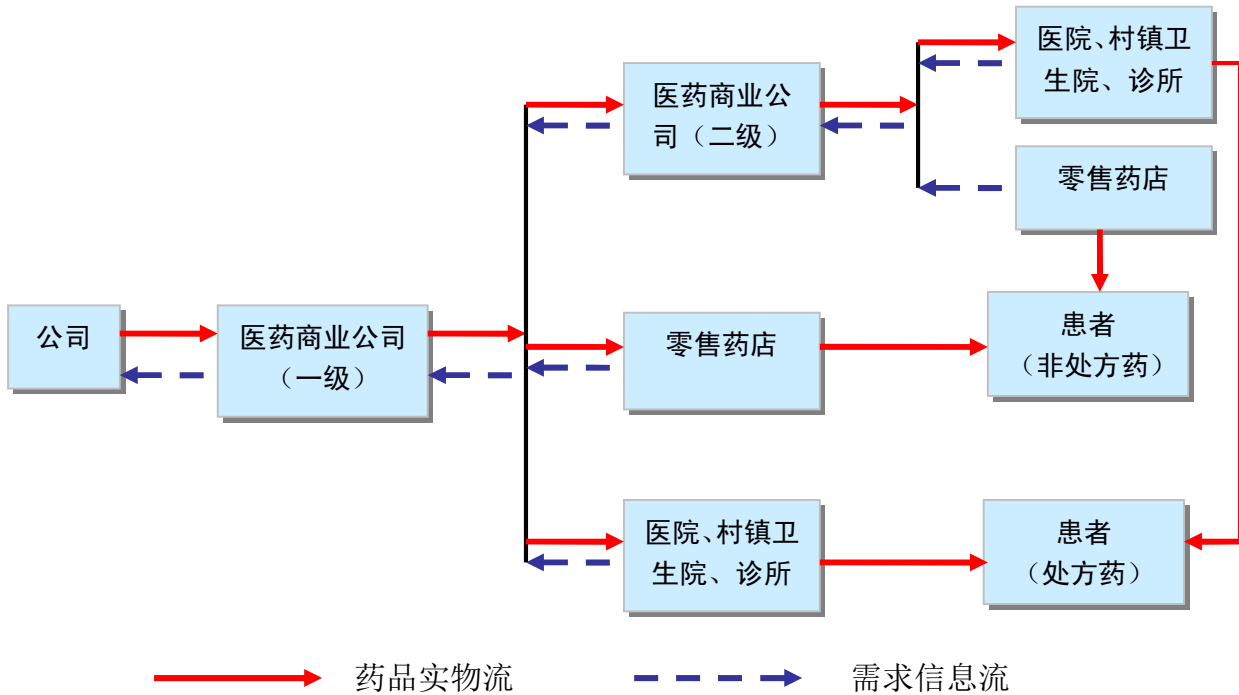 医院、村镇卫
生院、诊所
医药商业公
司（二级）
零售药店
公司
医药商业公司
（一级）
零售药店
患者
（非处方药）
医院、村镇卫
生院、诊所
患者
（处方药）
药品实物流
需求信息流